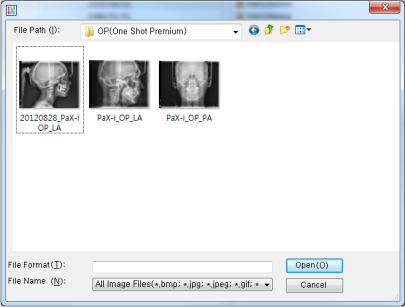 File Path (I):
OP(One Shot Premium)
20120828_PaX-i
OP_LA
PaX-i_OP_LA
PaX-i_OP_PA
File Format(T):
Open(O)
File Name (N):
All Image Files(*.bmp; *.jpg; *.jpeg; *.gif; *
Cancel